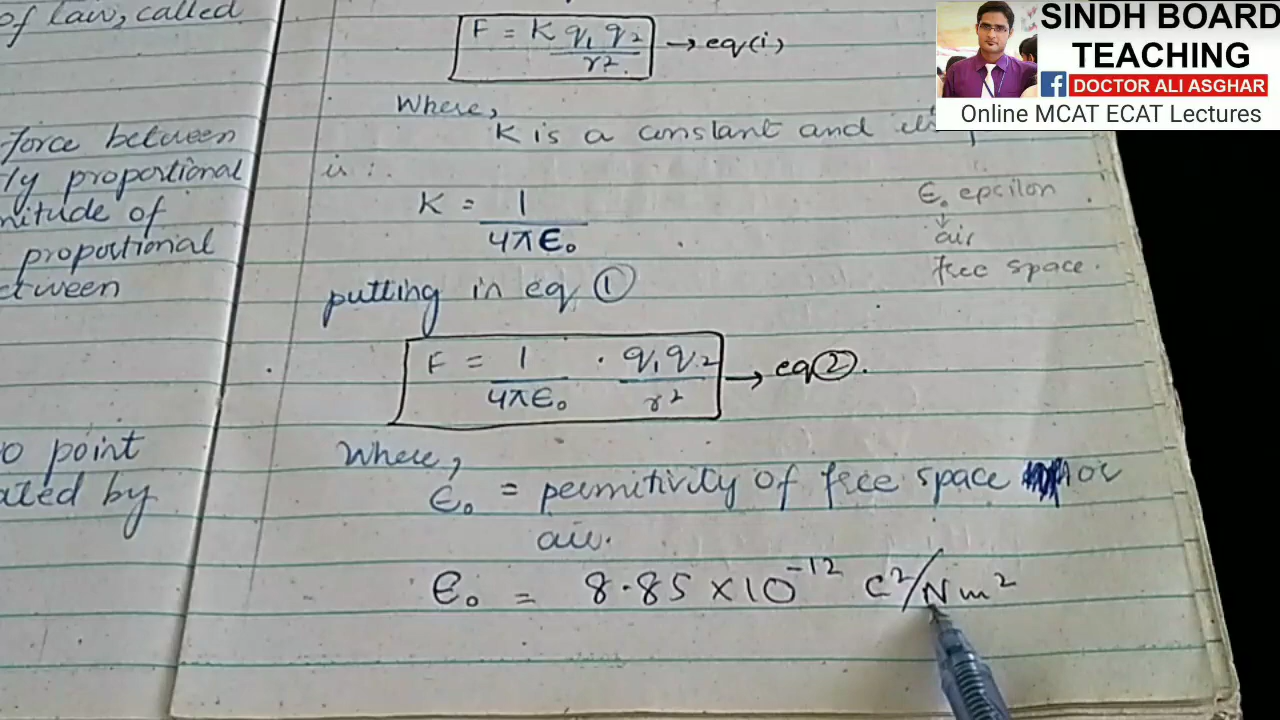 of law, called
force between
ly proportional
nitude of
proportional
etween
o point
ated by
F = K q₁ q₂ / r² → eq(i)
Where,
K is a constant and
is :
K = 1 / 4πϵ₀
ϵ₀ epsilon
↓
air
free space.
putting in eq ①
F = 1 / 4πϵ₀ · q₁ q₂ / r² → eq②.
Where,
ϵ₀ = permitivity of free space or
air.
ϵ₀ = 8.85 × 10⁻¹² C²/Nm²
SINDH BOARD
TEACHING
f DOCTOR ALI ASGHAR
Online MCAT ECAT Lectures